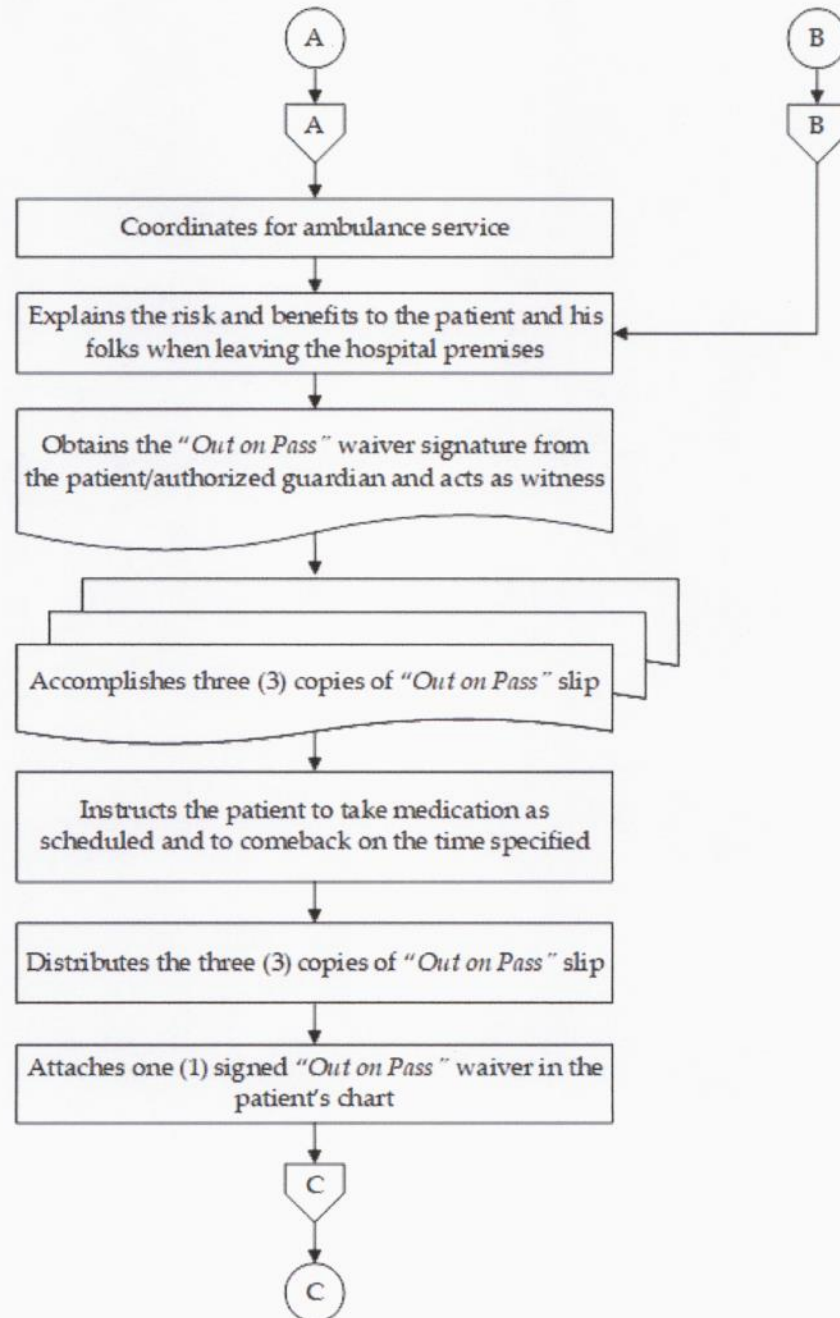 A
B
A
B
Coordinates for ambulance service
Explains the risk and benefits to the patient and his
folks when leaving the hospital premises
Obtains the "Out on Pass" waiver signature from
the patient/authorized guardian and acts as witness
Accomplishes three (3) copies of "Out on Pass" slip
Instructs the patient to take medication as
scheduled and to comeback on the time specified
Distributes the three (3) copies of "Out on Pass" slip
Attaches one (1) signed "Out on Pass" waiver in the
patient's chart
C
C